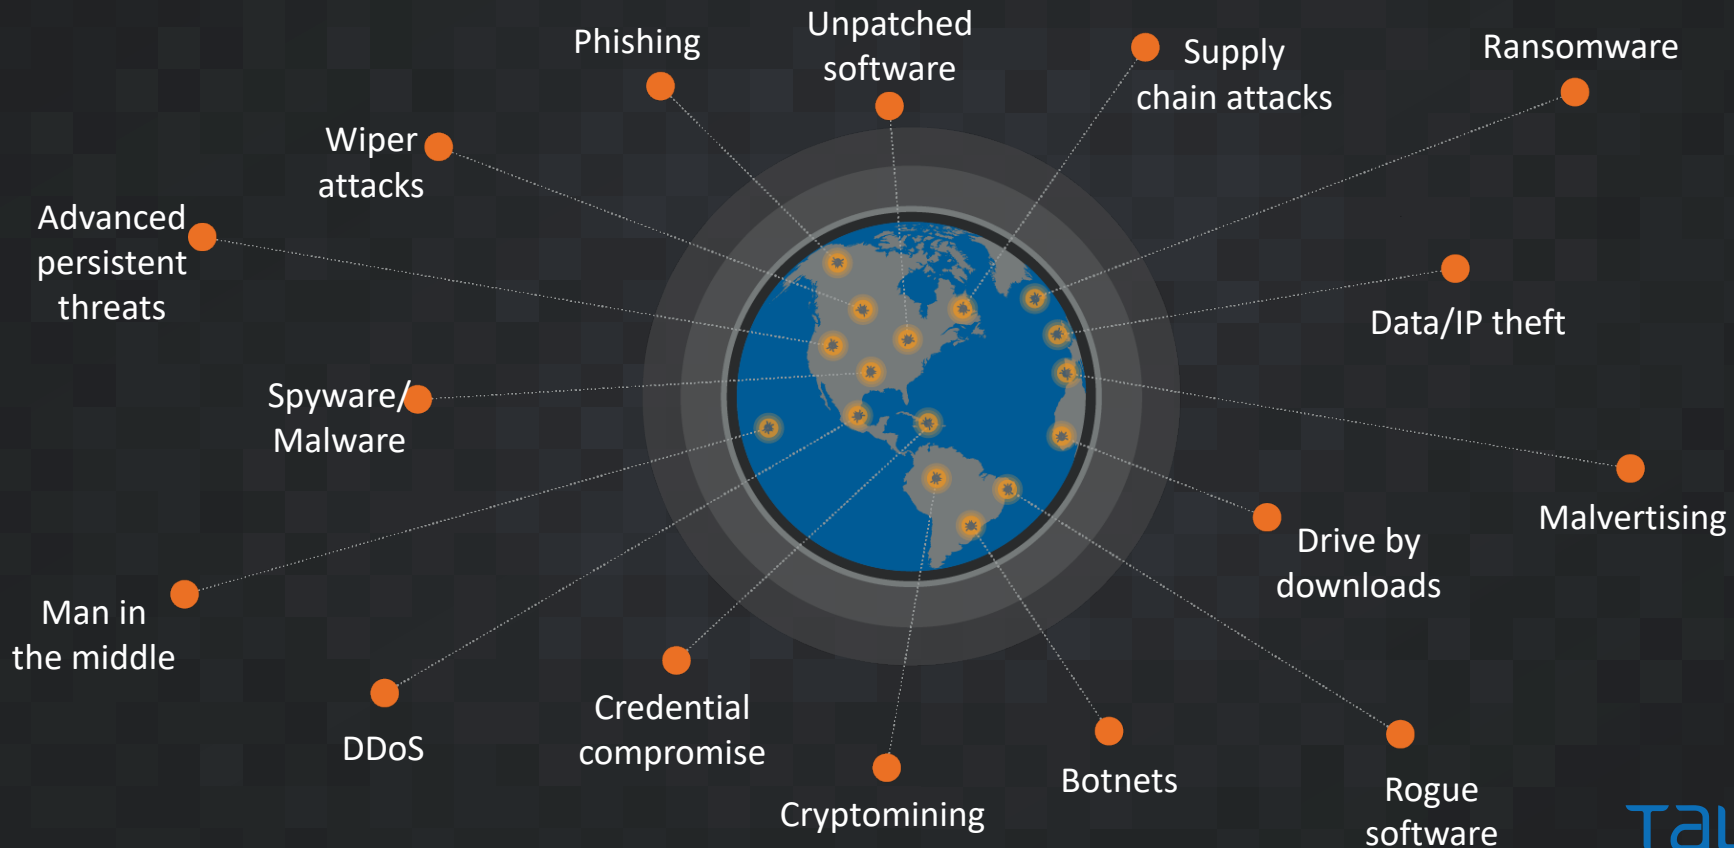 Phishing
Unpatched
software
Supply
chain attacks
Ransomware
Wiper
attacks
Advanced
persistent
threats
Data/IP theft
Spyware/
Malware
Malvertising
Drive by
downloads
Man in
the middle
DDoS
Credential
compromise
Cryptomining
Botnets
Rogue
software